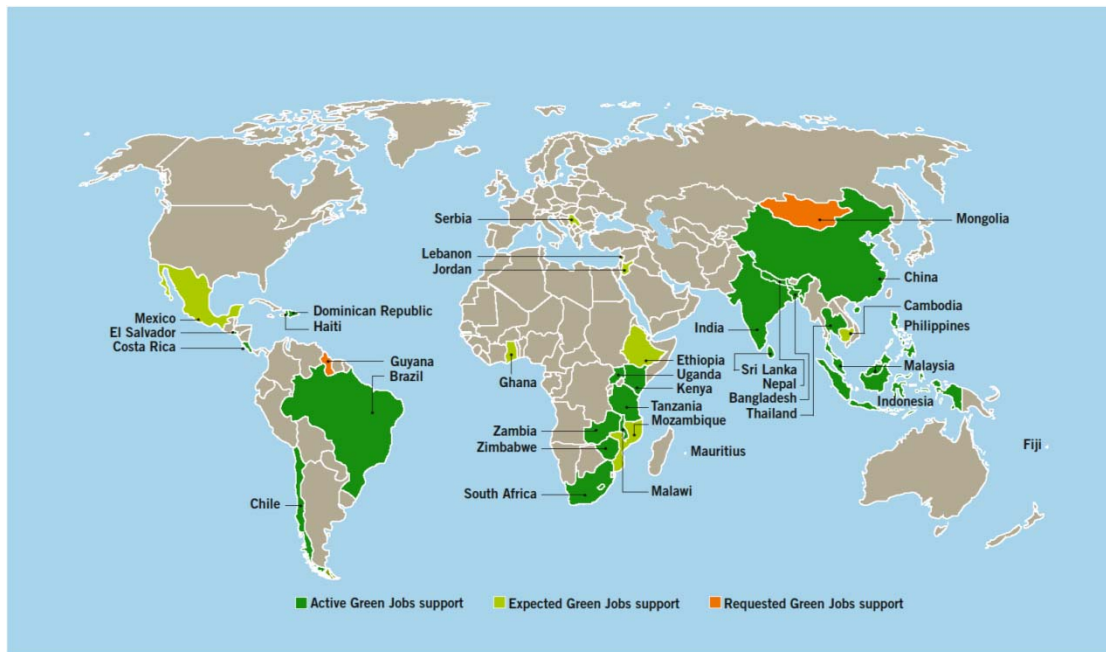 Serbia
Mongolia
Lebanon
Jordan
China
Dominican Republic
Cambodia
Mexico
Haiti
Philippines
El Salvador
India
Costa Rica
Guyana
Ethiopia
Malaysia
Brazil
Ghana
Uganda
Sri Lanka
Kenya
Nepal
Bangladesh
Indonesia
Tanzania
Thailand
Mozambique
Zambia
Zimbabwe
Mauritius
Fiji
South Africa
Malawi
Chile
Active Green Jobs support
Expected Green Jobs support
Requested Green Jobs support